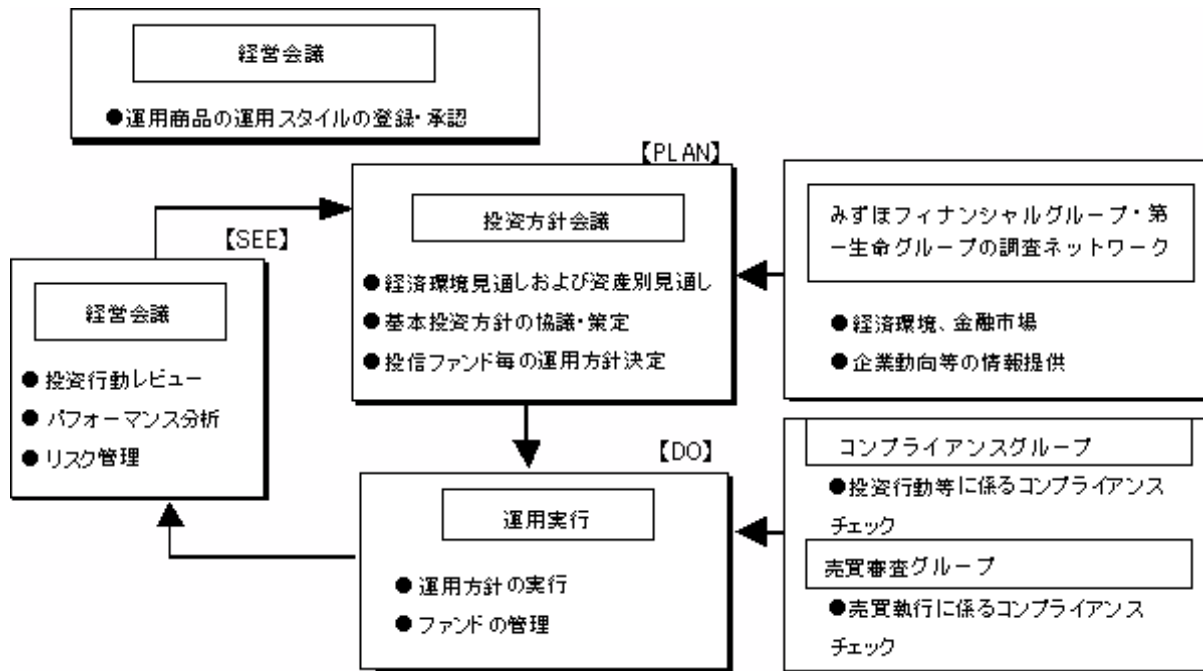 経営会議
●運用商品の運用スタイルの登録・承認
【PLAN】
投資方針会議
●経済環境見通しおよび資産別見通し
●基本投資方針の協議・策定
●投信ファンド毎の運用方針決定
みずほフィナンシャルグループ・第
一生命グループの調査ネットワーク
●経済環境、金融市場
●企業動向等の情報提供
【SEE】
経営会議
●投資行動レビュー
●パフォーマンス分析
●リスク管理
【DO】
運用実行
●運用方針の実行
●ファンドの管理
コンプライアンスグループ
●投資行動等に係るコンプライアンス
チェック
売買審査グループ
●売買執行に係るコンプライアンス
チェック